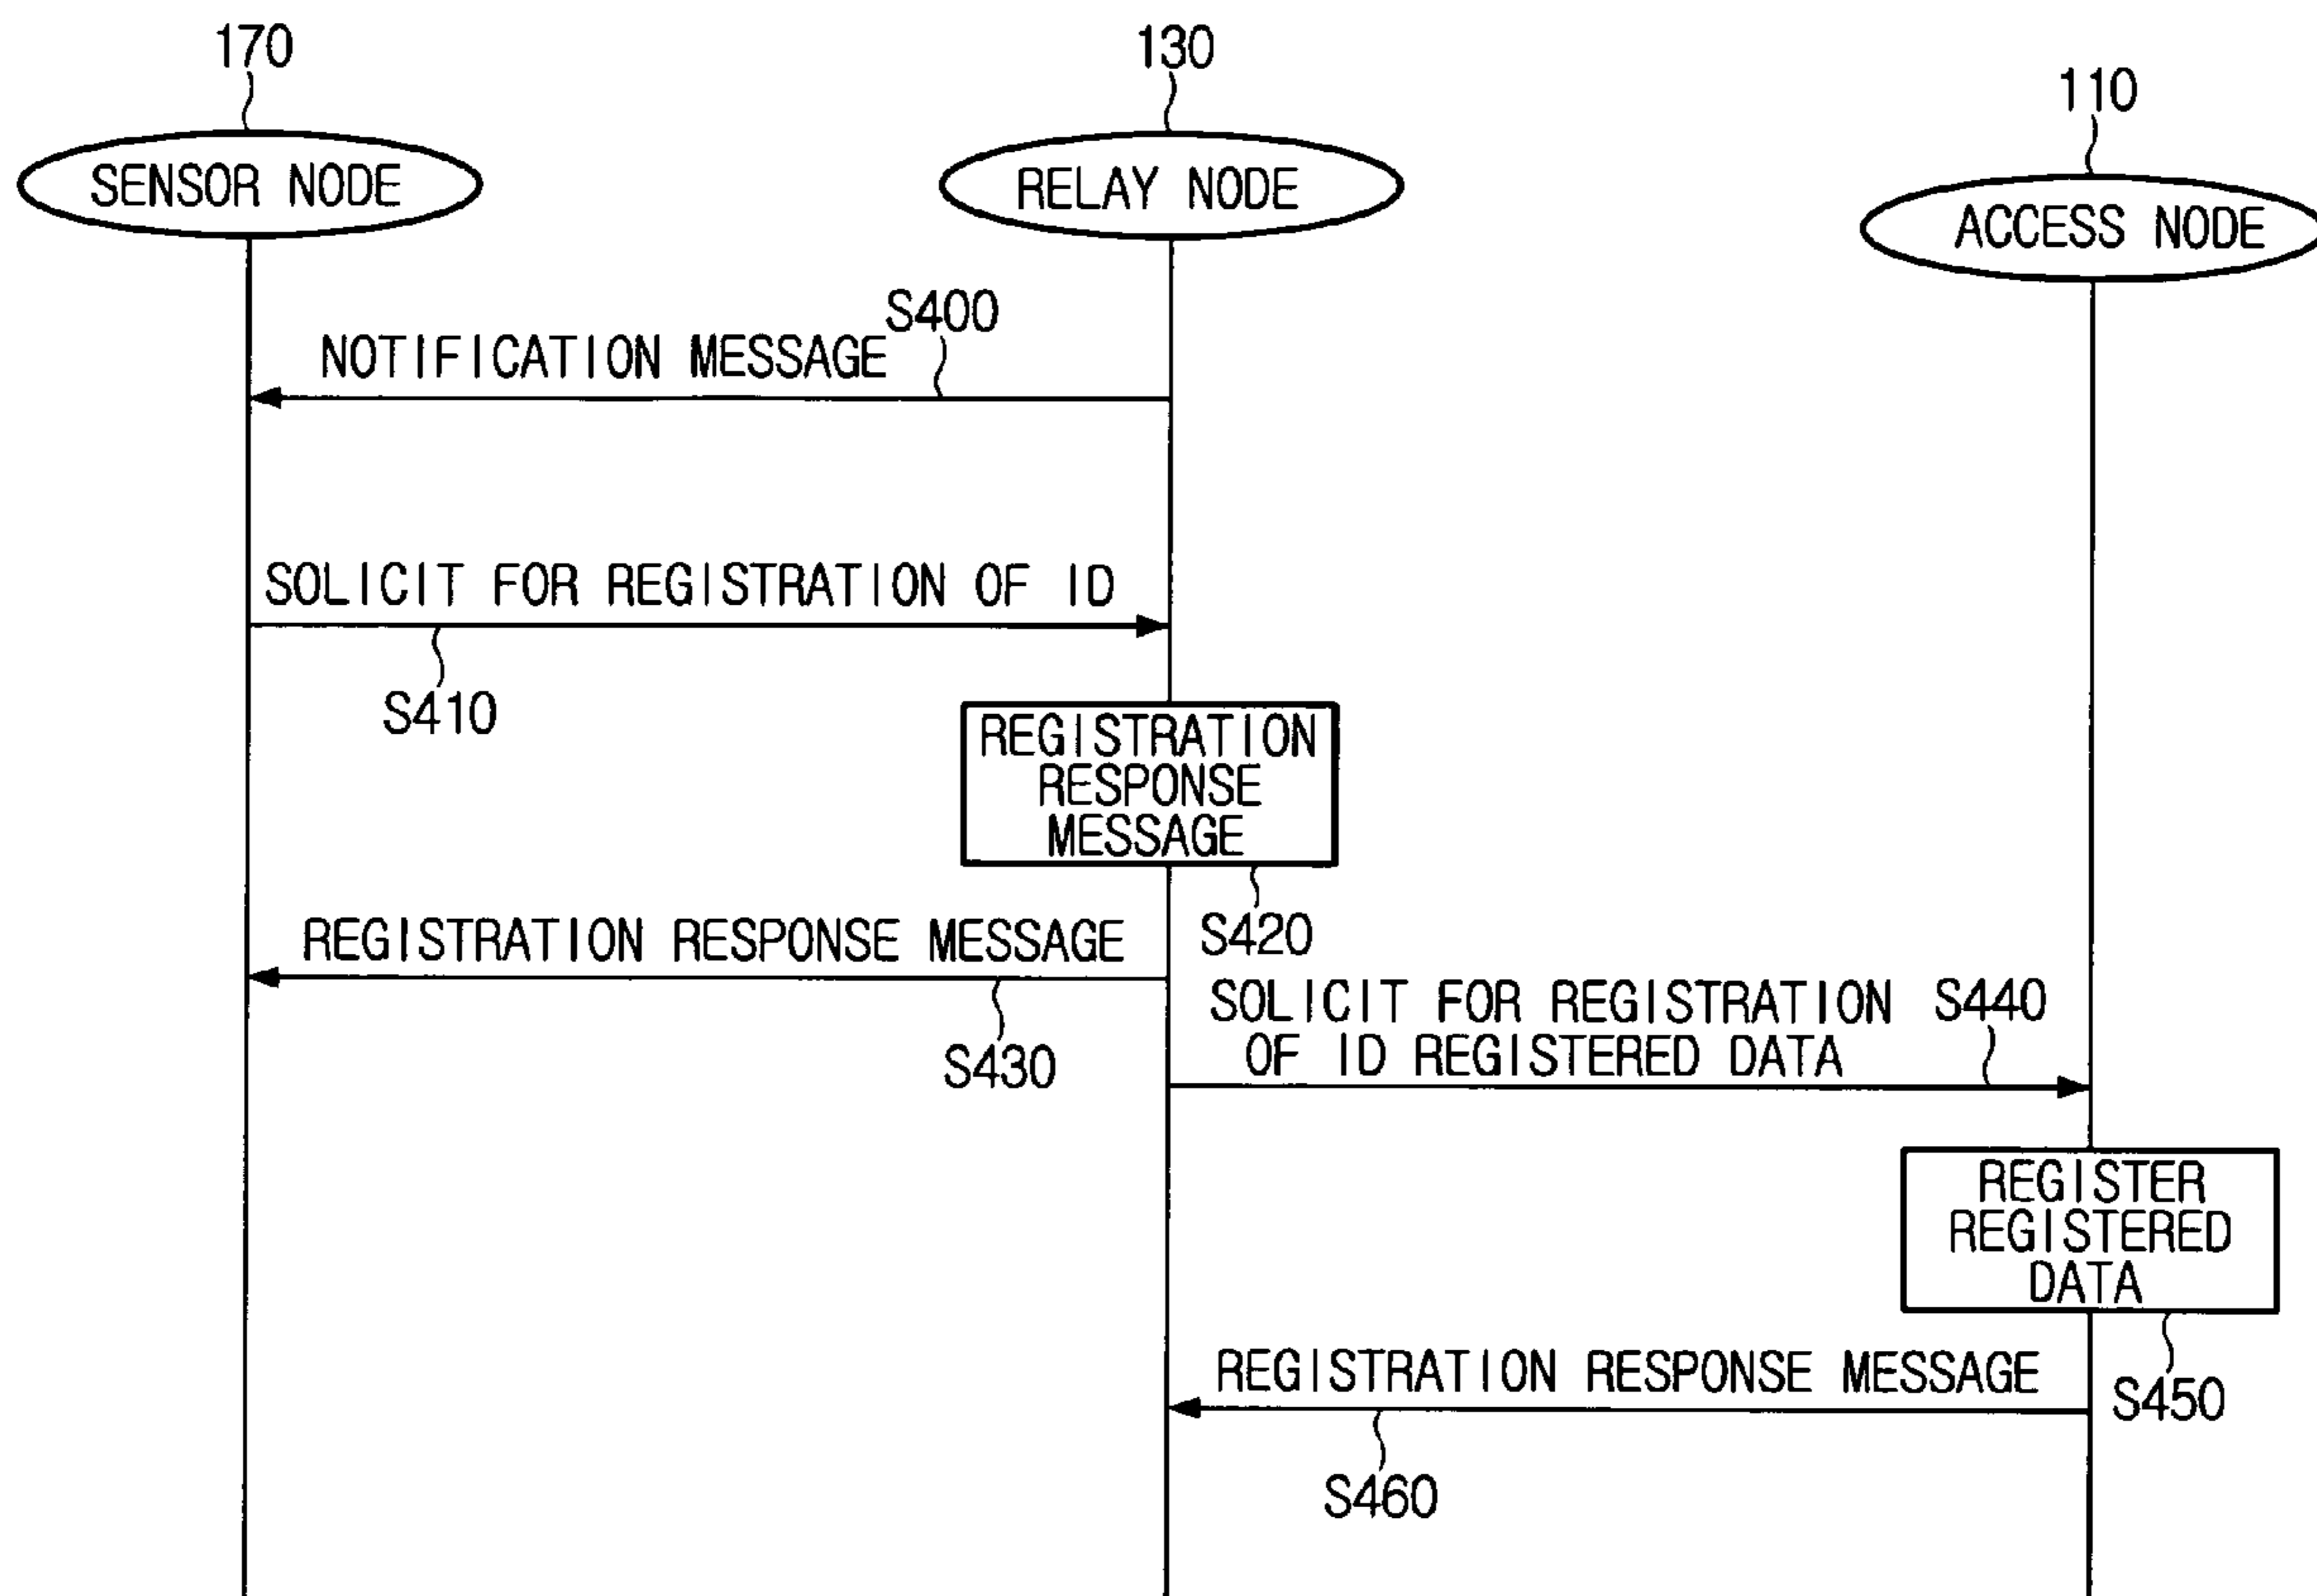 170
130
110
SENSOR NODE
RELAY NODE
ACCESS NODE
S400
NOTIFICATION MESSAGE
SOLICIT FOR REGISTRATION OF ID
S410
REGISTRATION
RESPONSE
MESSAGE
S420
REGISTRATION RESPONSE MESSAGE
S430
SOLICIT FOR REGISTRATION
OF ID REGISTERED DATA
S440
REGISTER
REGISTERED
DATA
S450
REGISTRATION RESPONSE MESSAGE
S460